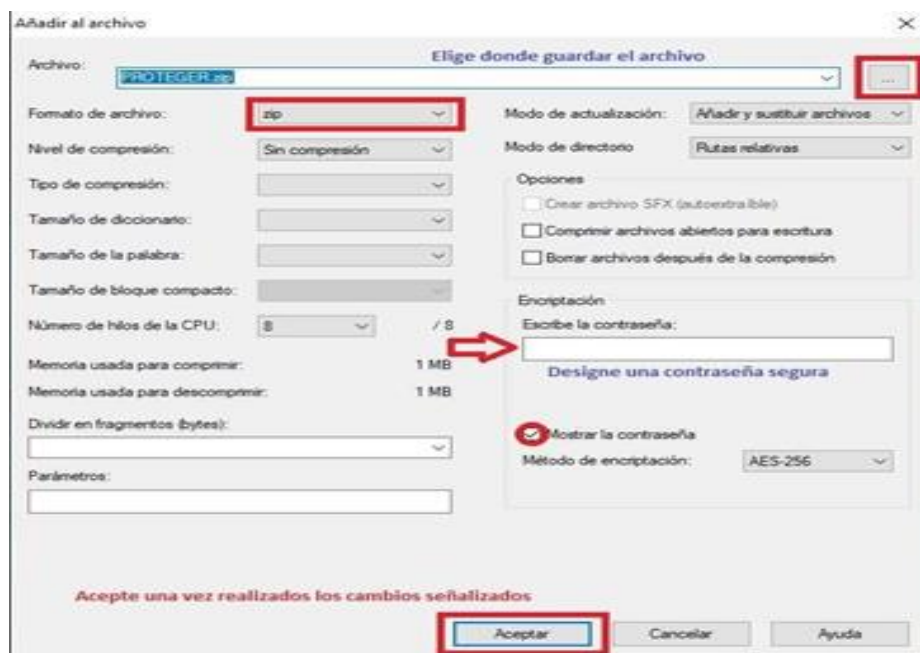 Añadir al archivo
Elige donde guardar el archivo
Archivo:
PROTEGER.zip
...
Formato de archivo:
zip
Modo de actualización:
Añadir y sustituir archivos
Nivel de compresión:
Sin compresión
Modo de directorio
Rutas relativas
Tipo de compresión:
Opciones
Crear archivo SFX (autoextraíble)
Tamaño de diccionario:
Comprimir archivos abiertos para escritura
Tamaño de la palabra:
Borrar archivos después de la compresión
Tamaño de bloque compacto:
Encriptación
Número de hilos de la CPU:
8
/ 8
Escribe la contraseña:
Memoria usada para comprimir:
1 MB
Designe una contraseña segura
Memoria usada para descomprimir:
1 MB
Dividir en fragmentos (bytes):
Mostrar la contraseña
Método de encriptación:
AES-256
Parámetros:
Acepte una vez realizados los cambios señalizados
Aceptar
Cancelar
Ayuda